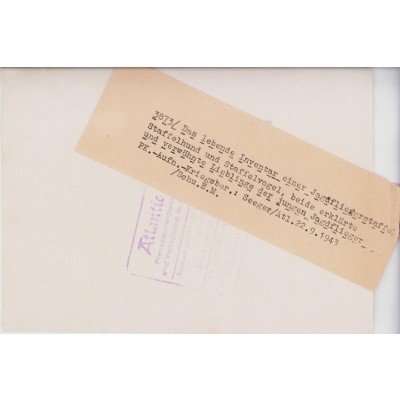 3873/ Das lebende Inventar einer Jagdfliegerstaffel
Staffelhund und Staffelvogel, beide erklärte
und verwöhnte Lieblinge der jungen Jagdflieger
PK.-Aufn.-Kriegsber.: Seeger/Atl.22.9.1943
/Schu.E.M.
Atlantic